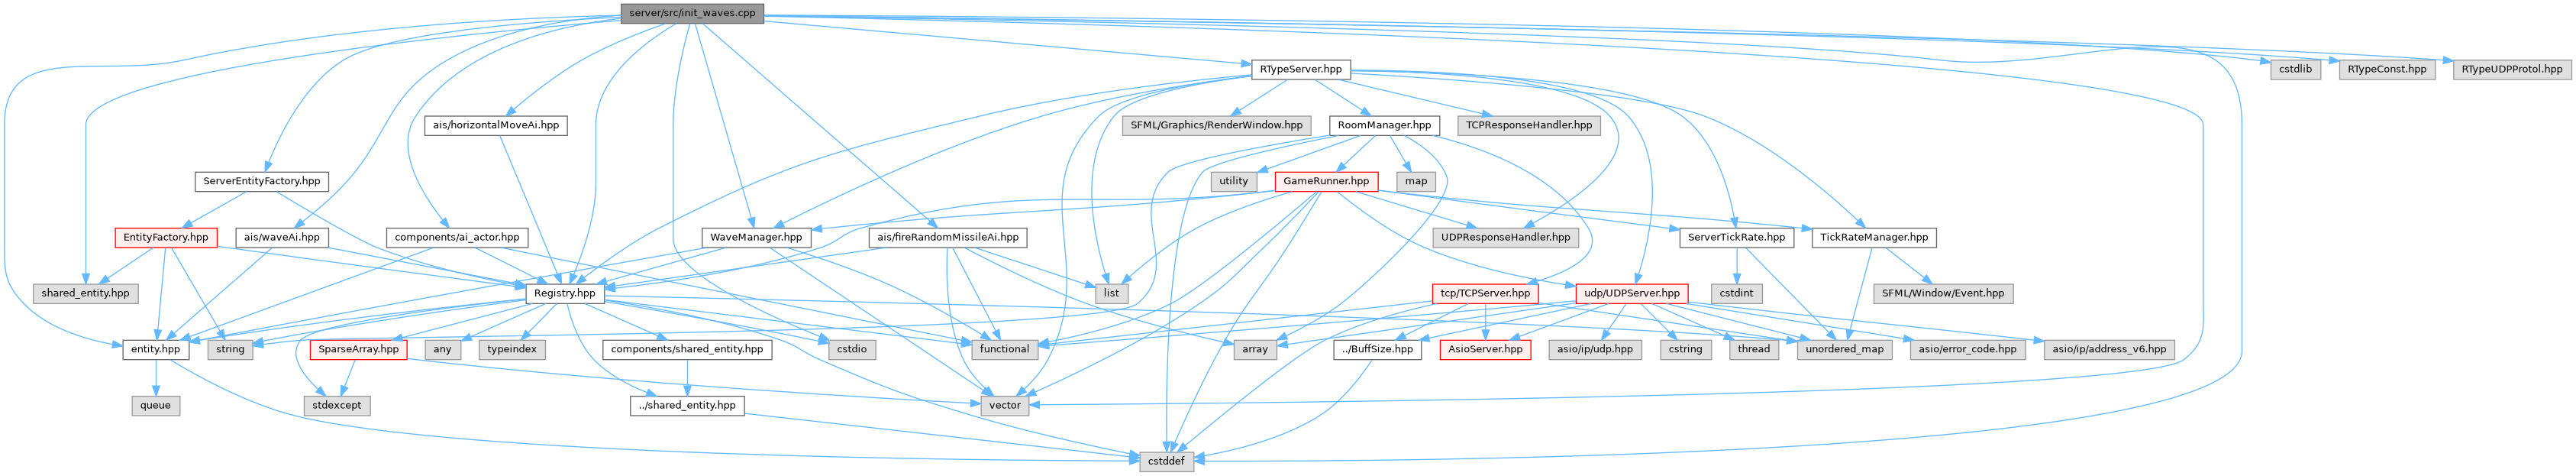 server/src/init_waves.cpp
RTypeServer.hpp
cstdlib
RTypeConst.hpp
RTypeUDPProtol.hpp
ais/horizontalMoveAi.hpp
SFML/Graphics/RenderWindow.hpp
RoomManager.hpp
TCPResponseHandler.hpp
ServerEntityFactory.hpp
utility
GameRunner.hpp
map
EntityFactory.hpp
ais/waveAi.hpp
components/ai_actor.hpp
WaveManager.hpp
ais/fireRandomMissileAi.hpp
UDPResponseHandler.hpp
ServerTickRate.hpp
TickRateManager.hpp
shared_entity.hpp
Registry.hpp
list
tcp/TCPServer.hpp
udp/UDPServer.hpp
cstdint
SFML/Window/Event.hpp
entity.hpp
string
SparseArray.hpp
any
typeindex
components/shared_entity.hpp
cstdio
functional
array
../BuffSize.hpp
AsioServer.hpp
asio/ip/udp.hpp
cstring
thread
unordered_map
asio/error_code.hpp
asio/ip/address_v6.hpp
queue
stdexcept
../shared_entity.hpp
vector
cstddef